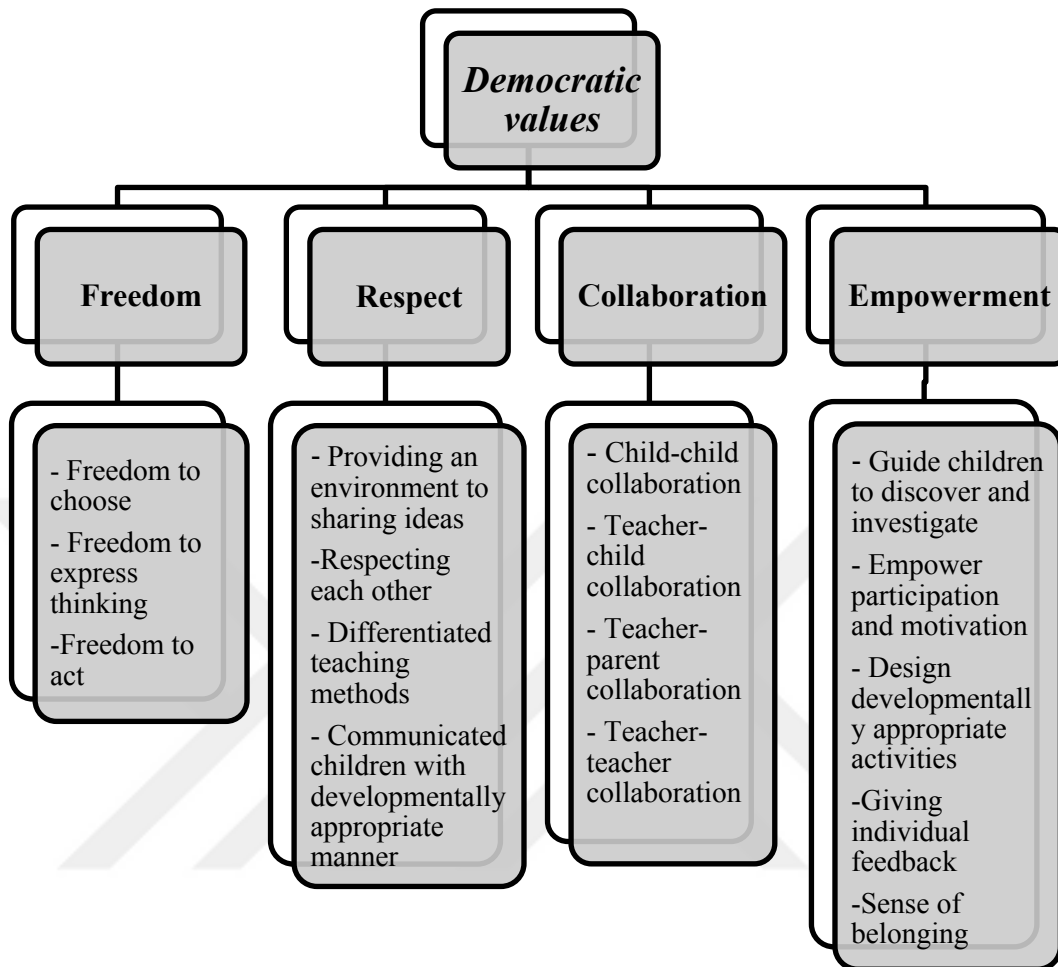 Democratic
values
Freedom
Respect
Collaboration
Empowerment
- Freedom to
choose
- Freedom to
express
thinking
-Freedom to
act
- Providing an
environment to
sharing ideas
-Respecting
each other
- Differentiated
teaching
methods
- Communicated
children with
developmentally
appropriate
manner
- Child-child
collaboration
- Teacher-
child
collaboration
- Teacher-
parent
collaboration
- Teacher-
teacher
collaboration
- Guide children
to discover and
investigate
- Empower
participation
and motivation
- Design
developmentall
y appropriate
activities
-Giving
individual
feedback
-Sense of
belonging